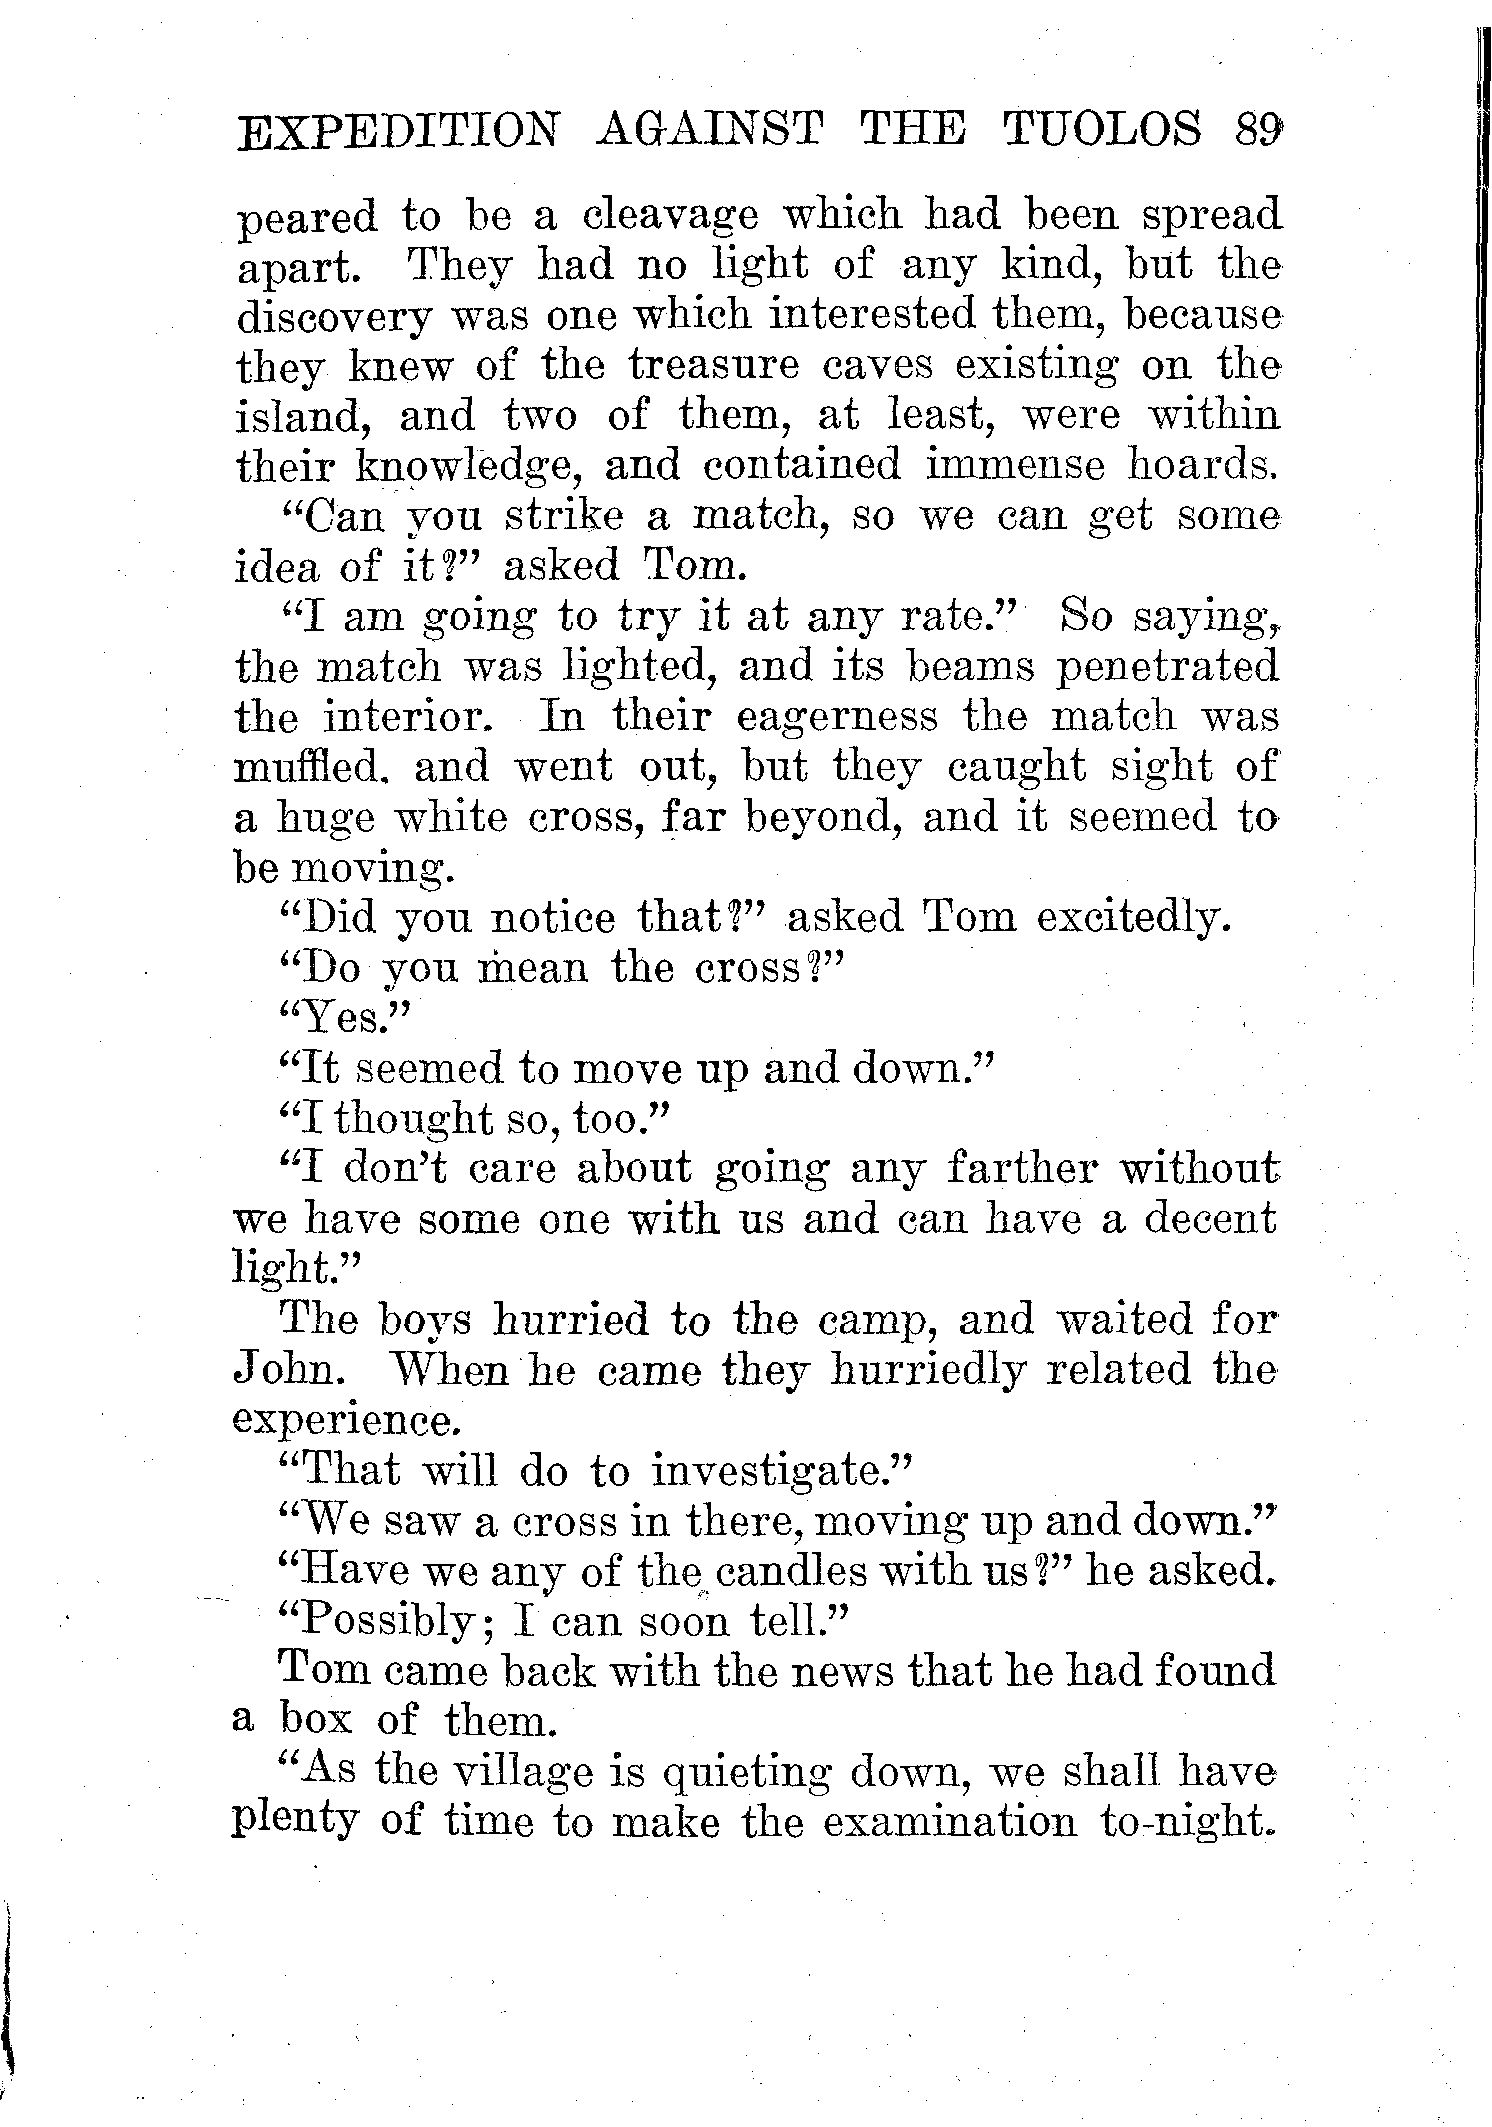 EXPEDITION AGAINST THE TUOLOS 89
peared to be a cleavage which had been spread
apart. They had no light of any kind, but the
discovery was one which interested them, because
they knew of the treasure caves existing on the
island, and two of them, at least, were within
their knowledge, and contained immense hoards.
“Can you strike a match, so we can get some
idea of it?” asked Tom.
“I am going to try it at any rate.” So saying,
the match was lighted, and its beams penetrated
the interior. In their eagerness the match was
muffled. and went out, but they caught sight of
a huge white cross, far beyond, and it seemed to
be moving.
“Did you notice that?” asked Tom excitedly.
“Do you mean the cross?”
“Yes.”
“It seemed to move up and down.”
“I thought so, too.”
“I don’t care about going any farther without
we have some one with us and can have a decent
light.”
The boys hurried to the camp, and waited for
John. When he came they hurriedly related the
experience.
“That will do to investigate.”
“We saw a cross in there, moving up and down.”
“Have we any of the candles with us?” he asked.
“Possibly; I can soon tell.”
Tom came back with the news that he had found
a box of them.
“As the village is quieting down, we shall have
plenty of time to make the examination to-night.